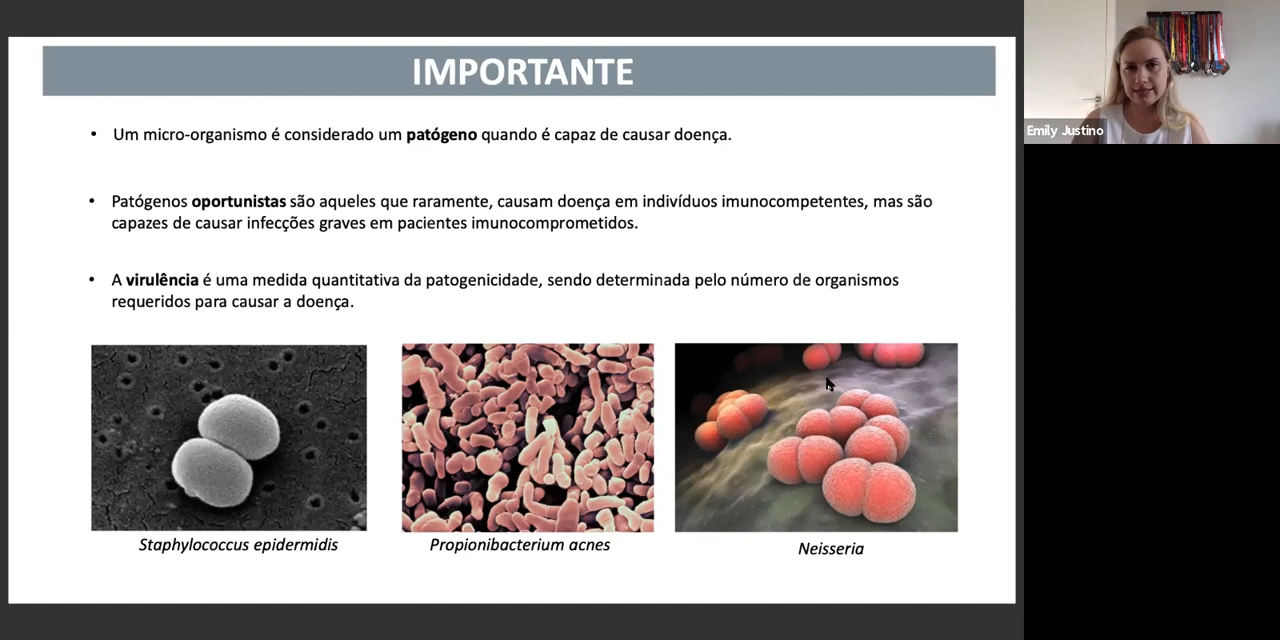 IMPORTANTE
• Um micro-organismo é considerado um patógeno quando é capaz de causar doença.
• Patógenos oportunistas são aqueles que raramente, causam doença em indivíduos imunocompetentes, mas são
capazes de causar infecções graves em pacientes imunocomprometidos.
• A virulência é uma medida quantitativa da patogenicidade, sendo determinada pelo número de organismos
requeridos para causar a doença.
Staphylococcus epidermidis
Propionibacterium acnes
Neisseria
Emily Justino